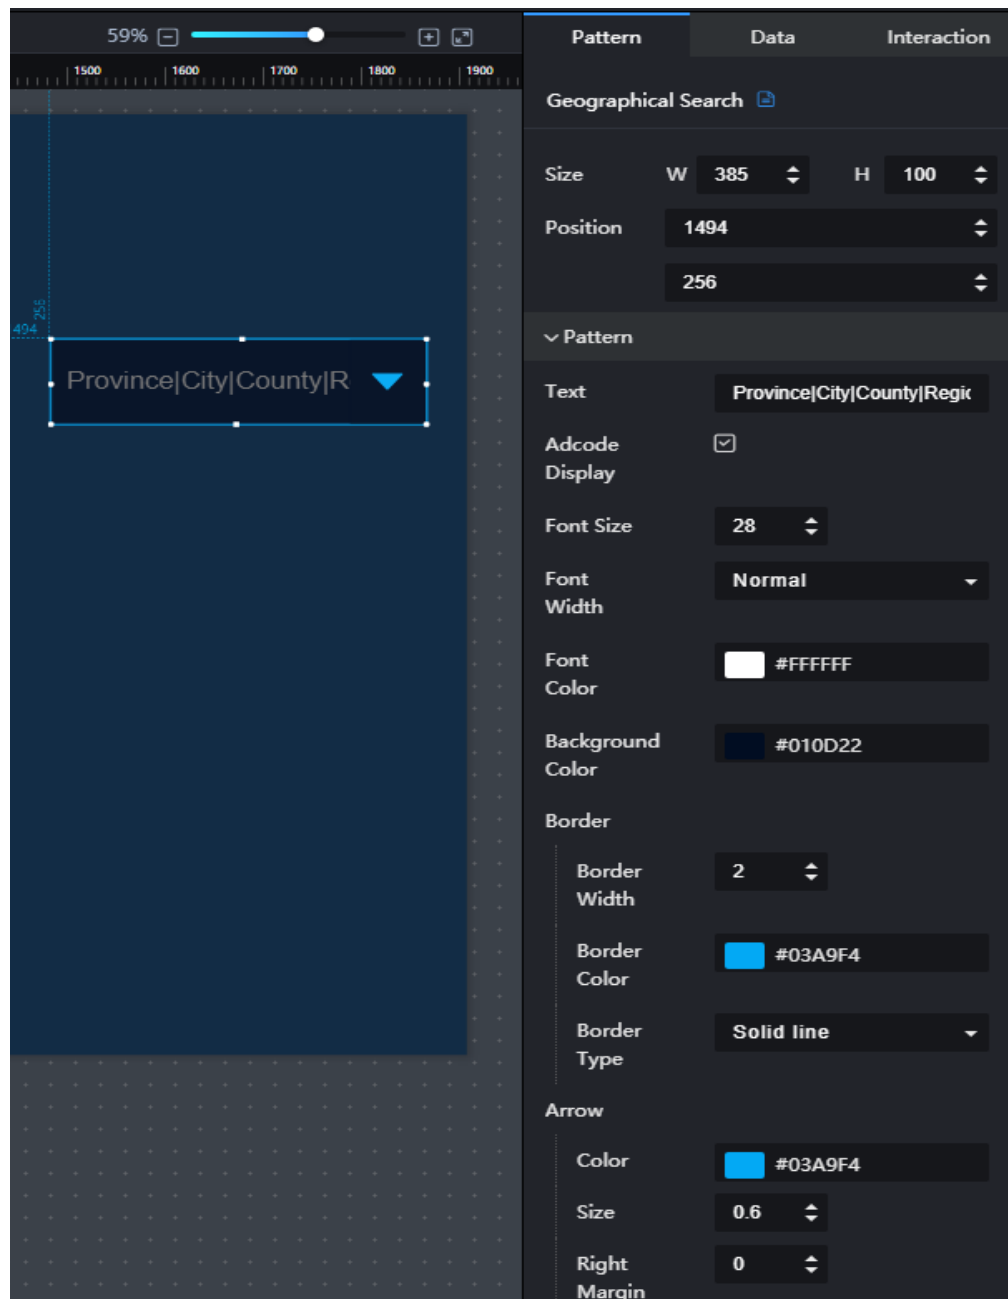 59%
Pattern Data Interaction
1500 1600 1700 1800 1900
Geographical Search
Size W 385 H 100
Position 1494
256
256
494
Pattern
Province|City|County|R
Text Province|City|County|Regic
Adcode
Display
Font Size 28
Font
Width
Normal
Font
Color
#FFFFFF
Background
Color
#010D22
Border
Border
Width
2
Border
Color
#03A9F4
Border
Type
Solid line
Arrow
Color #03A9F4
Size 0.6
Right
Margin
0